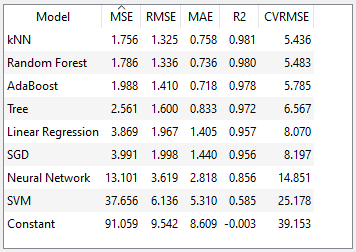 Model MSE RMSE MAE R2 CVRMSE
kNN 1.756 1.325 0.758 0.981 5.436
Random Forest 1.786 1.336 0.736 0.980 5.483
AdaBoost 1.988 1.410 0.718 0.978 5.785
Tree 2.561 1.600 0.833 0.972 6.567
Linear Regression 3.869 1.967 1.405 0.957 8.070
SGD 3.991 1.998 1.440 0.956 8.197
Neural Network 13.101 3.619 2.818 0.856 14.851
SVM 37.656 6.136 5.310 0.585 25.178
Constant 91.059 9.542 8.609 -0.003 39.153